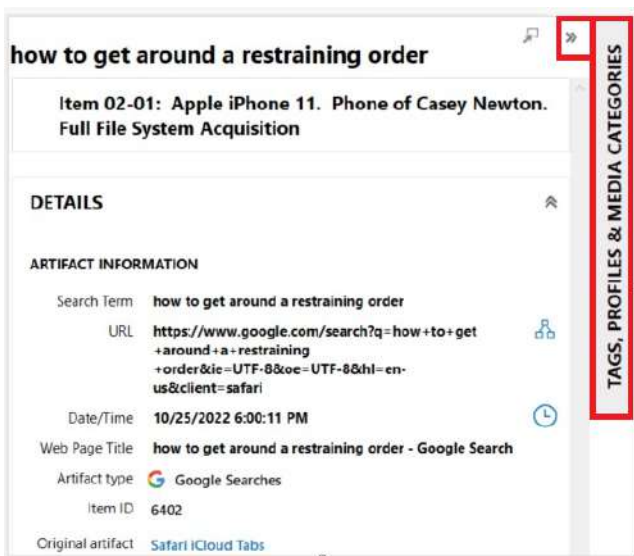 how to get around a restraining order
»
Item 02-01: Apple iPhone 11. Phone of Casey Newton.
Full File System Acquisition
DETAILS
ARTIFACT INFORMATION
Search Term how to get around a restraining order
URL https://www.google.com/search?q=how+to+get
+around+a+restraining
+order&ie=UTF-8&oe=UTF-8&hl=en-
us&client=safari
Date/Time 10/25/2022 6:00:11 PM
Web Page Title how to get around a restraining order - Google Search
Artifact type Google Searches
Item ID 6402
Original artifact Safari iCloud Tabs
TAGS, PROFILES & MEDIA CATEGORIES